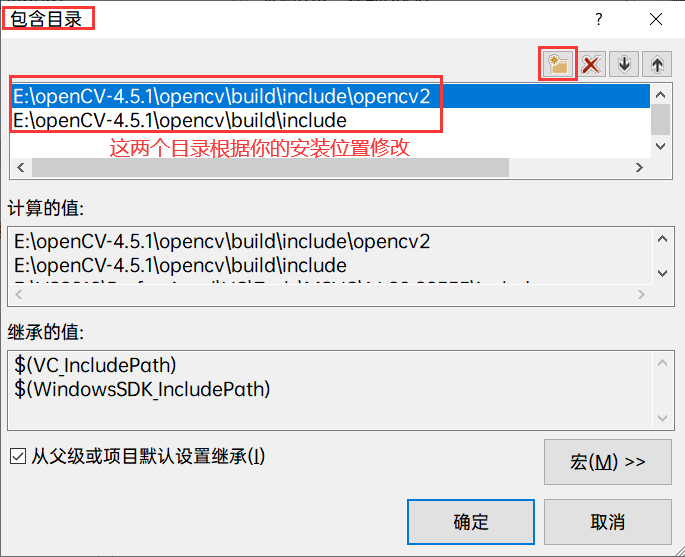 包含目录
?
E:\openCV-4.5.1\opencv\build\include\opencv2
E:\openCV-4.5.1\opencv\build\include
这两个目录根据你的安装位置修改
计算的值:
E:\openCV-4.5.1\opencv\build\include\opencv2
E:\openCV-4.5.1\opencv\build\include
继承的值:
$(VC_IncludePath)
$(WindowsSDK_IncludePath)
从父级或项目默认设置继承(I)
宏(M) >>
确定
取消